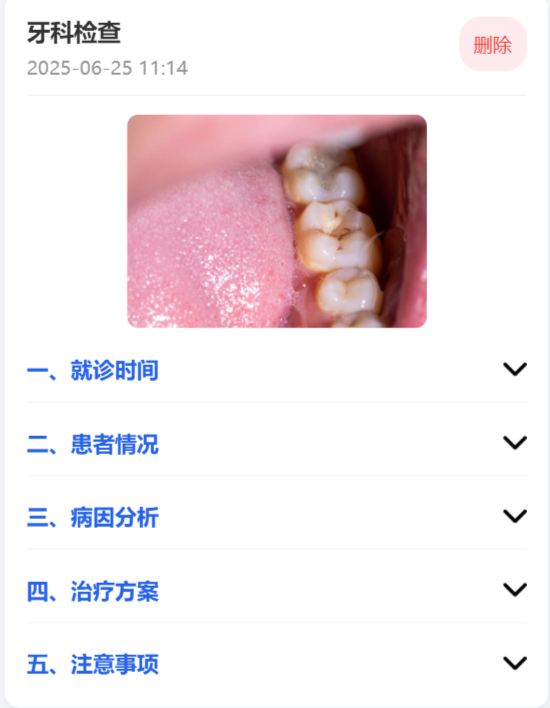 牙科检查
删除
2025-06-25 11:14
一、就诊时间
二、患者情况
三、病因分析
四、治疗方案
五、注意事项